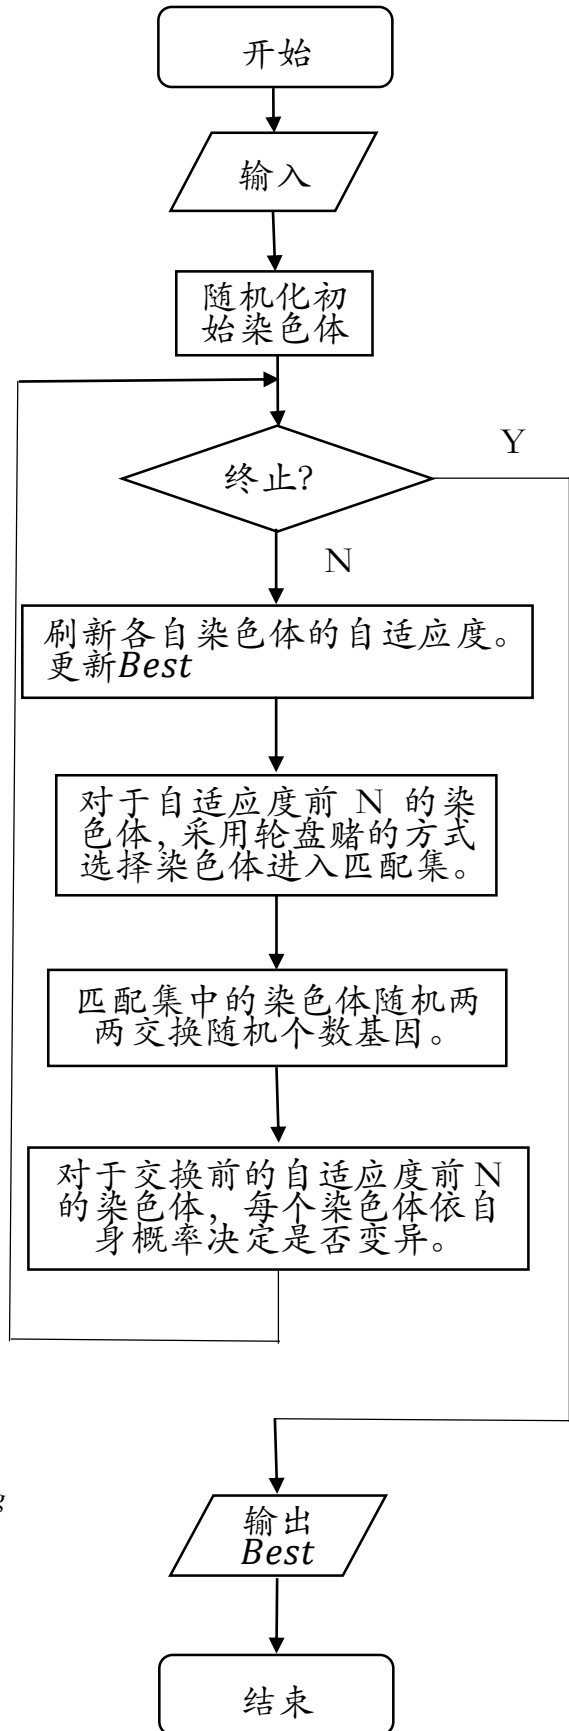 开始
输入
随机化初
始染色体
Y
终止?
N
刷新各自染色体的自适应度。
更新Best
对于自适应度前 N 的染
色体,采用轮盘赌的方式
选择染色体进入匹配集。
匹配集中的染色体随机两
两交换随机个数基因。
对于交换前的自适应度前 N
的染色体，每个染色体依自
身概率决定是否变异。
输出
Best
结束